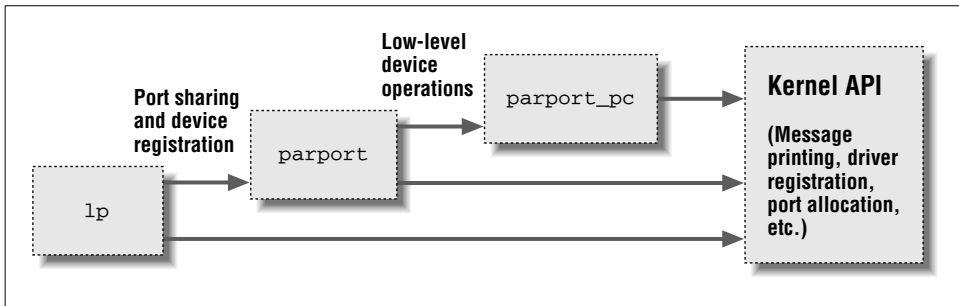 Port sharing
and device
registration
Low-level
device
operations
lp
parport
parport_pc
Kernel API
(Message
printing, driver
registration,
port allocation,
etc.)